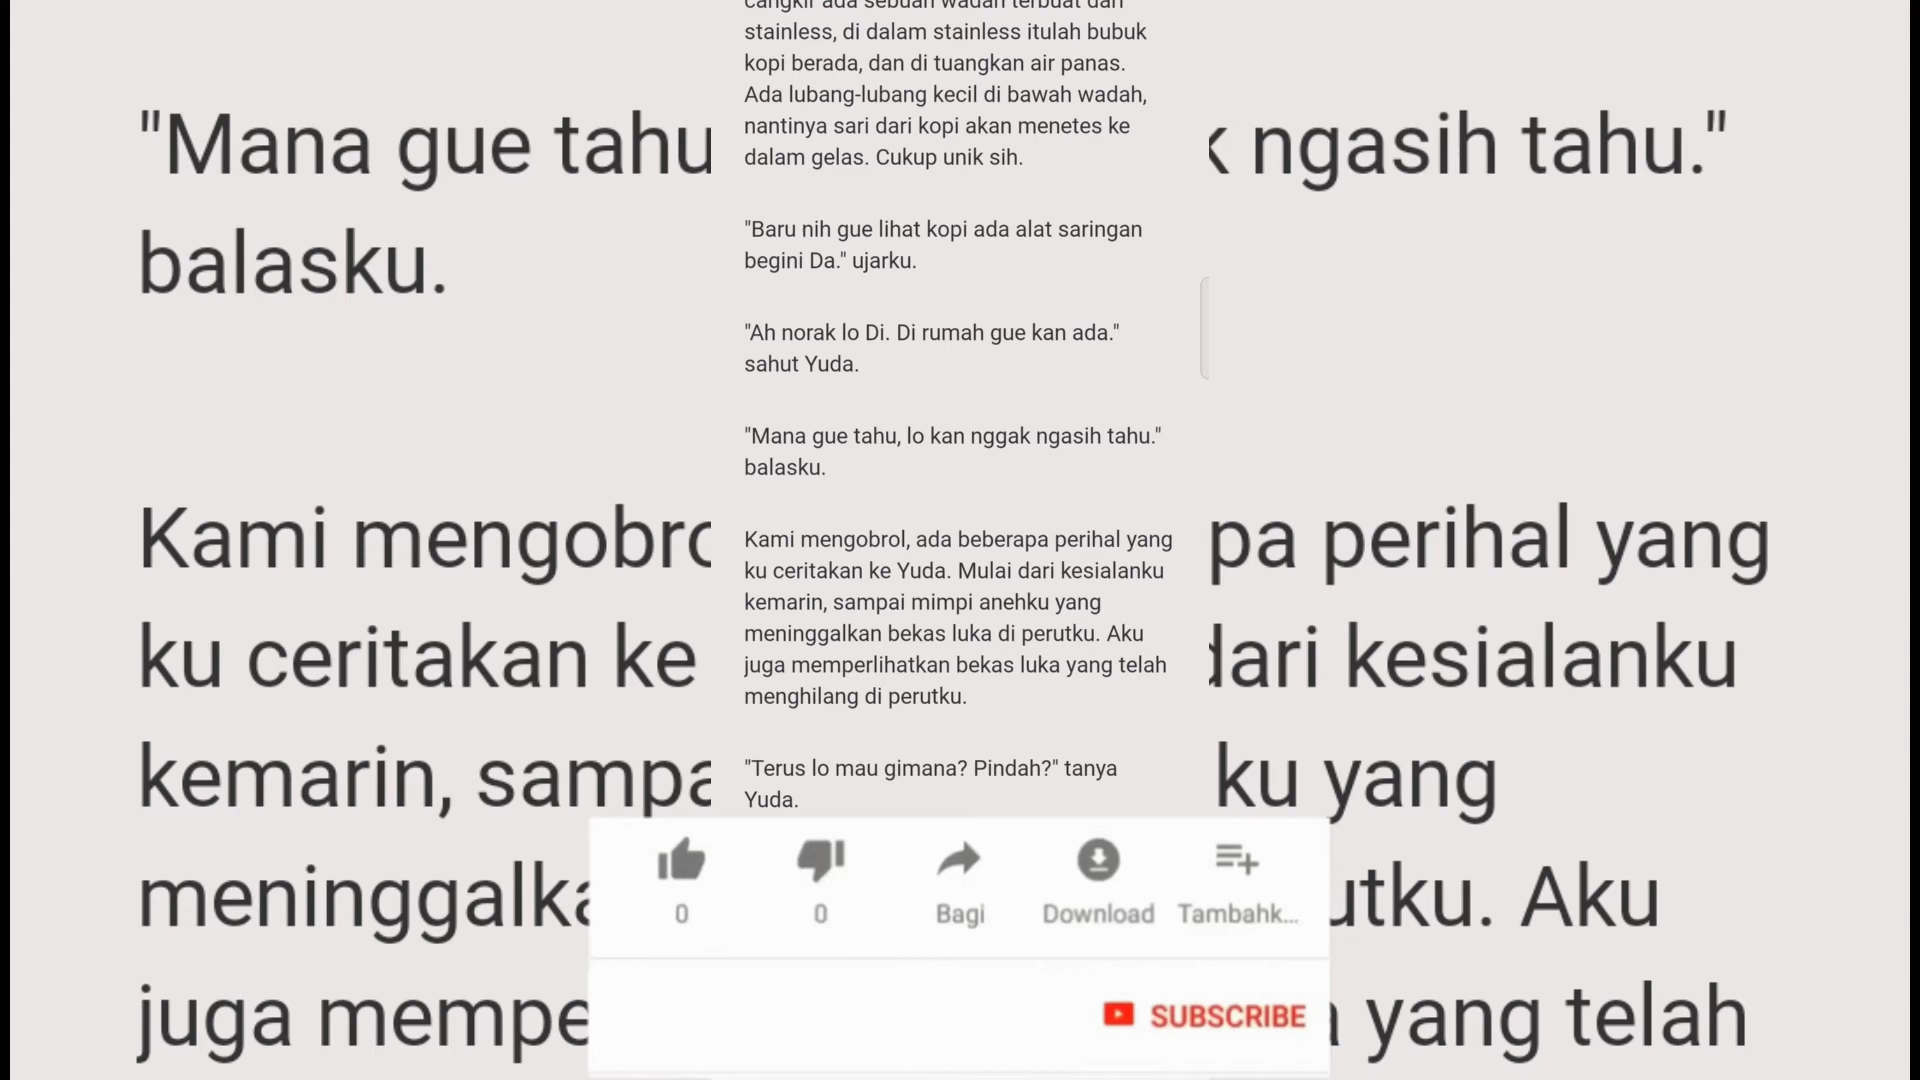 cangkir ada sebuah wadah terbuat dari
stainless, di dalam stainless itulah bubuk
kopi berada, dan di tuangkan air panas.
Ada lubang-lubang kecil di bawah wadah,
nantinya sari dari kopi akan menetes ke
dalam gelas. Cukup unik sih.
"Baru nih gue lihat kopi ada alat saringan
begini Da." ujarku.
"Ah norak lo Di. Di rumah gue kan ada."
sahut Yuda.
"Mana gue tahu, lo kan nggak ngasih tahu."
balasku.
Kami mengobrol, ada beberapa perihal yang
ku ceritakan ke Yuda. Mulai dari kesialanku
kemarin, sampai mimpi anehku yang
meninggalkan bekas luka di perutku. Aku
juga memperlihatkan bekas luka yang telah
menghilang di perutku.
"Terus lo mau gimana? Pindah?" tanya
Yuda.
"Mana gue tahu
k ngasih tahu."
balasku.
Kami mengobro
pa perihal yang
ku ceritakan ke
dari kesialanku
kemarin, sampa
ku yang
meninggalka
utku. Aku
juga mempe
a yang telah
0
0
Bagi
Download
Tambahk...
SUBSCRIBE